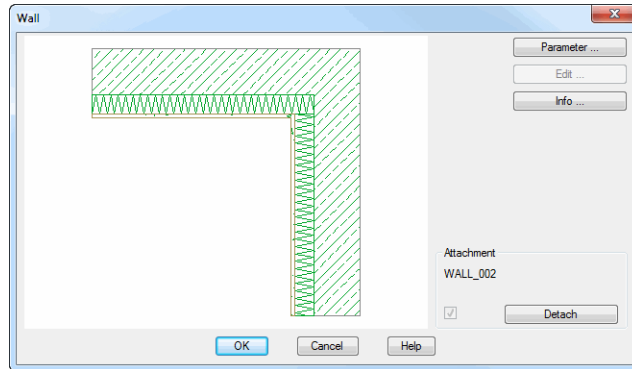 Wall
Parameter ...
Edit ...
Info ...
Attachment
WALL_002
Detach
OK
Cancel
Help